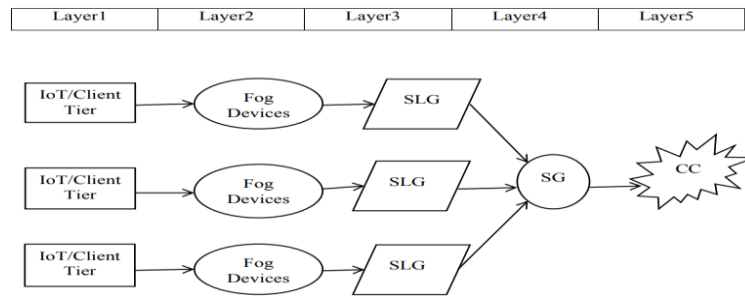 Layer1 Layer2 Layer3 Layer4 Layer5
IoT/Client
Tier
Fog
Devices
SLG
IoT/Client
Tier
Fog
Devices
SLG
SG
CC
IoT/Client
Tier
Fog
Devices
SLG